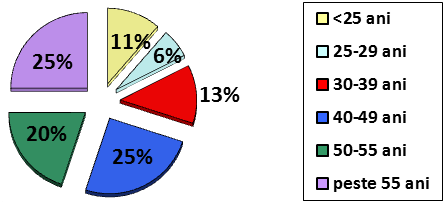 11%
6%
13%
25%
20%
25%
<25 ani
25-29 ani
30-39 ani
40-49 ani
50-55 ani
peste 55 ani